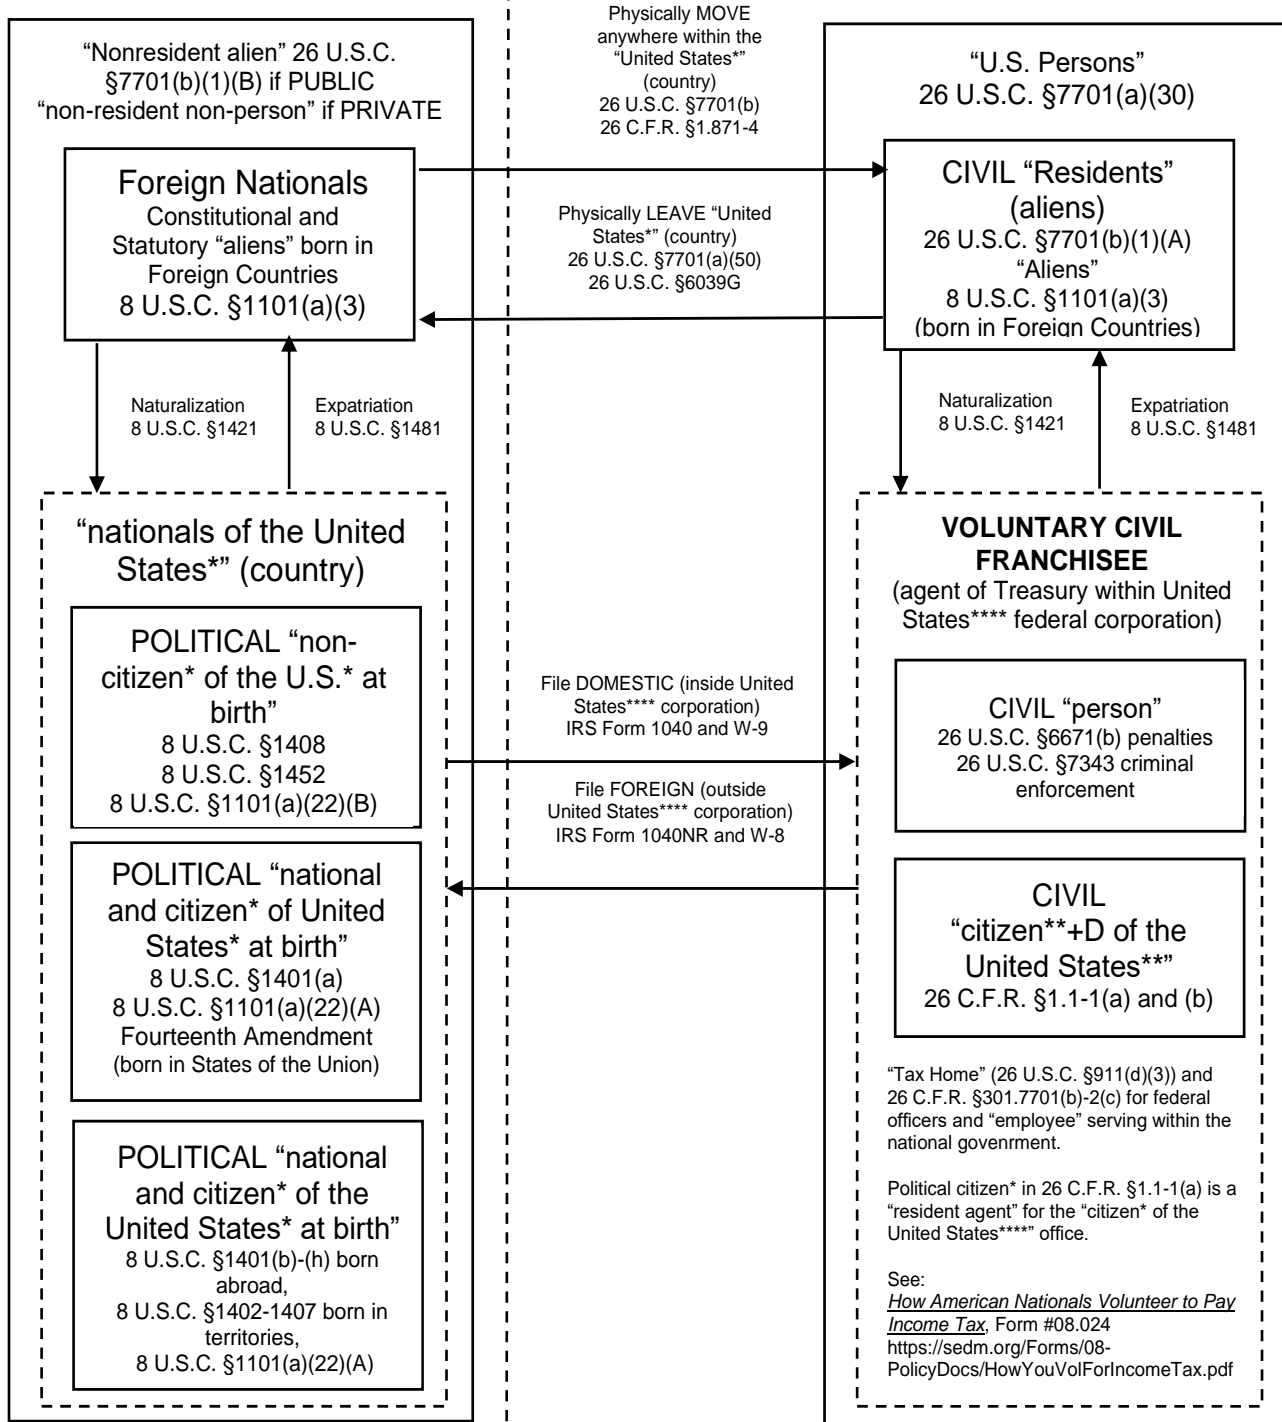 “Nonresident alien” 26 U.S.C.
§7701(b)(1)(B) if PUBLIC
“non-resident non-person” if PRIVATE
Foreign Nationals
Constitutional and
Statutory “aliens” born in
Foreign Countries
8 U.S.C. §1101(a)(3)
Naturalization
8 U.S.C. §1421
Expatriation
8 U.S.C. §1481
“nationals of the United
States*” (country)
POLITICAL “non-
citizen* of the U.S.* at
birth”
8 U.S.C. §1408
8 U.S.C. §1452
8 U.S.C. §1101(a)(22)(B)
POLITICAL “national
and citizen* of United
States* at birth”
8 U.S.C. §1401(a)
8 U.S.C. §1101(a)(22)(A)
Fourteenth Amendment
(born in States of the Union)
POLITICAL “national
and citizen* of the
United States* at birth”
8 U.S.C. §1401(b)-(h) born
abroad,
8 U.S.C. §1402-1407 born in
territories,
8 U.S.C. §1101(a)(22)(A)
Physically MOVE
anywhere within the
“United States*”
(country)
26 U.S.C. §7701(b)
26 C.F.R. §1.871-4
Physically LEAVE “United
States*” (country)
26 U.S.C. §7701(a)(50)
26 U.S.C. §6039G
File DOMESTIC (inside United
States**** corporation)
IRS Form 1040 and W-9
File FOREIGN (outside
United States**** corporation)
IRS Form 1040NR and W-8
“U.S. Persons”
26 U.S.C. §7701(a)(30)
CIVIL “Residents”
(aliens)
26 U.S.C. §7701(b)(1)(A)
“Aliens”
8 U.S.C. §1101(a)(3)
(born in Foreign Countries)
Naturalization
8 U.S.C. §1421
Expatriation
8 U.S.C. §1481
VOLUNTARY CIVIL
FRANCHISEE
(agent of Treasury within United
States**** federal corporation)
CIVIL “person”
26 U.S.C. §6671(b) penalties
26 U.S.C. §7343 criminal
enforcement
CIVIL
“citizen**+D of the
United States**”
26 C.F.R. §1.1-1(a) and (b)
“Tax Home” (26 U.S.C. §911(d)(3)) and
26 C.F.R. §301.7701(b)-2(c) for federal
officers and “employee” serving within the
national govenrment.
Political citizen* in 26 C.F.R. §1.1-1(a) is a
“resident agent” for the “citizen* of the
United States****” office.
See:
How American Nationals Volunteer to Pay
Income Tax, Form #08.024
https://sedm.org/Forms/08-
PolicyDocs/HowYouVolForIncomeTax.pdf